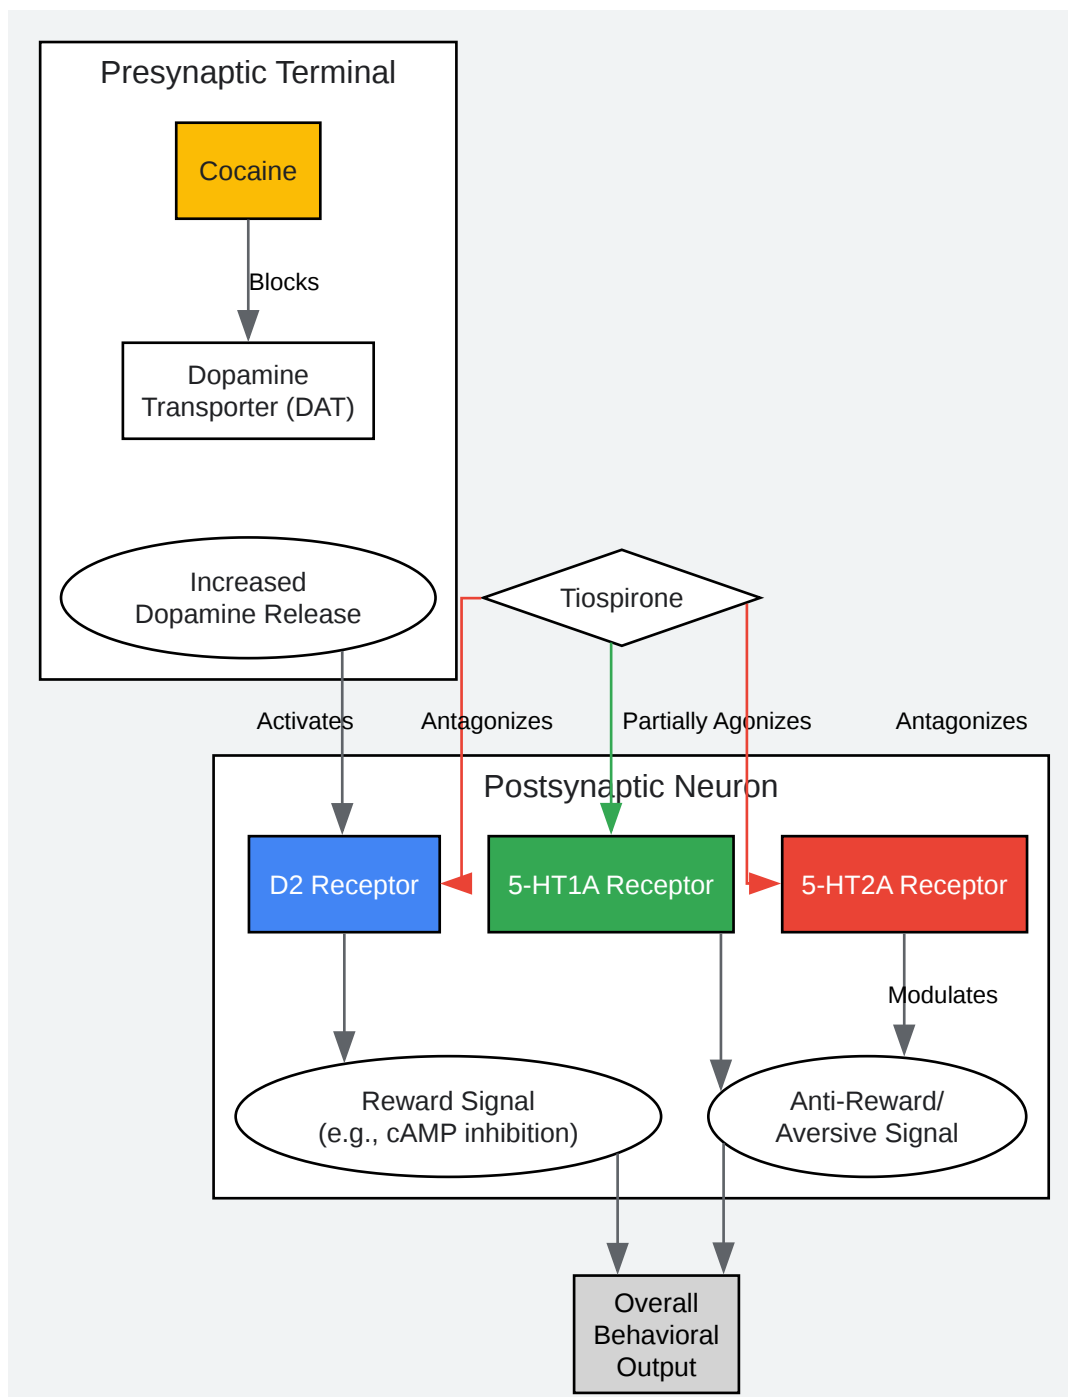 Presynaptic Terminal
Cocaine
Blocks
Dopamine
Transporter (DAT)
Increased
Dopamine Release
Tiospirone
Activates
Antagonizes
Partially Agonizes
Antagonizes
Postsynaptic Neuron
D2 Receptor
5-HT1A Receptor
5-HT2A Receptor
Modulates
Reward Signal
(e.g., cAMP inhibition)
Anti-Reward/
Aversive Signal
Overall
Behavioral
Output